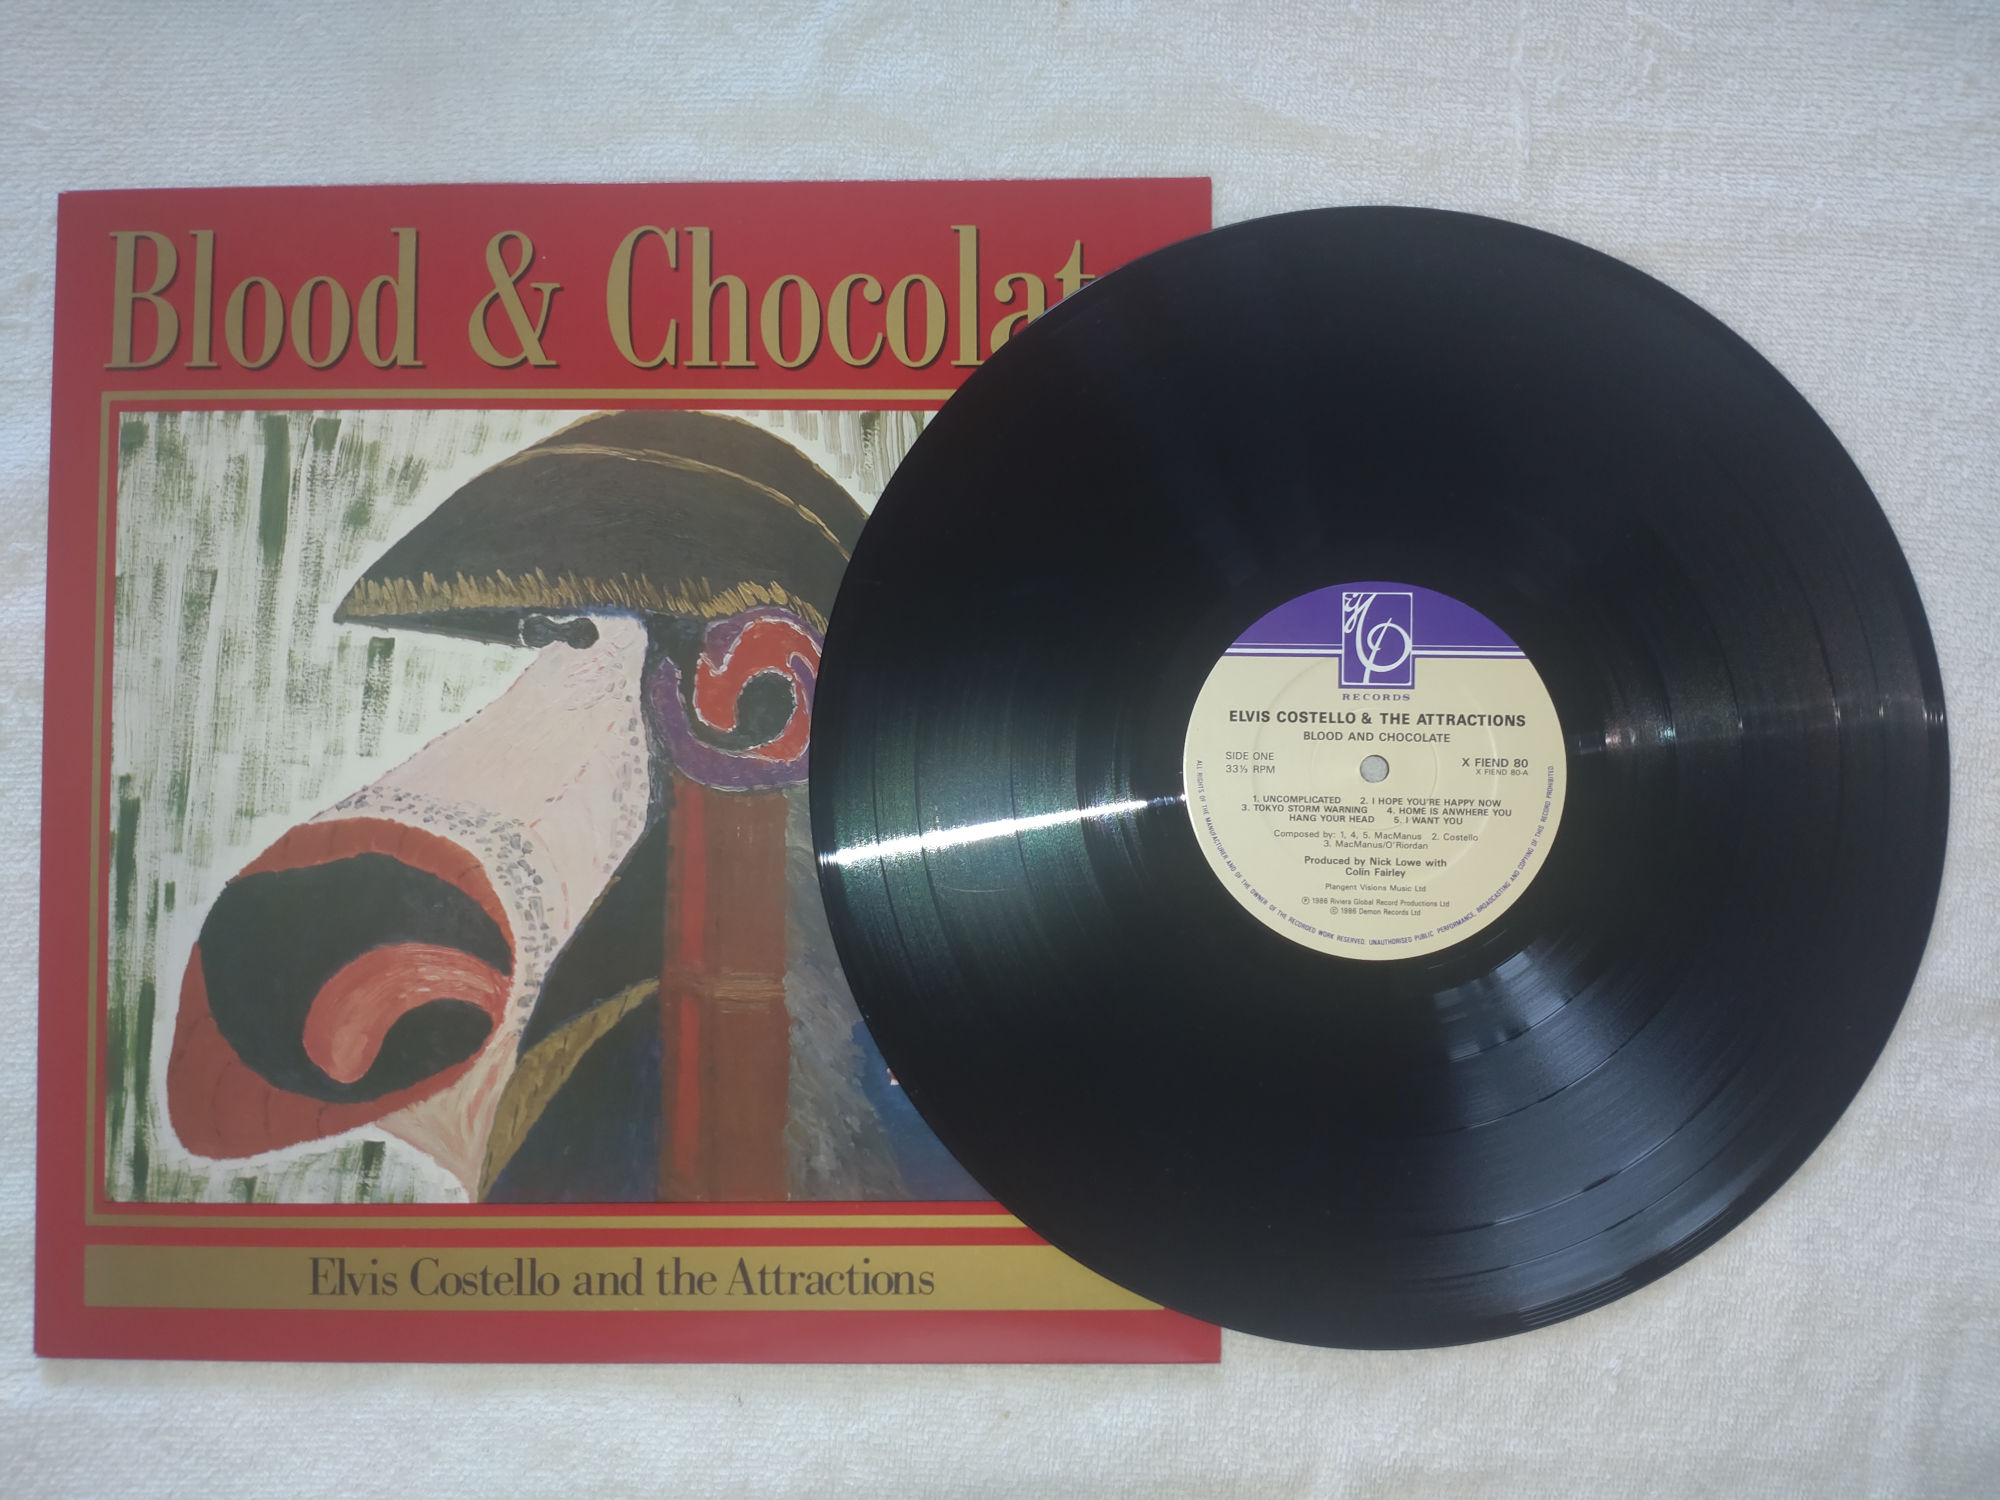 Blood & Chocolat
Elvis Costello and the Attractions
RECORDS
ELVIS COSTELLO & THE ATTRACTIONS
BLOOD AND CHOCOLATE
SIDE ONE
33⅓ RPM
X FIEND 80
X FIEND 80-A
1. UNCOMPLICATED 2. I HOPE YOU'RE HAPPY NOW
3. TOKYO STORM WARNING 4. HOME IS ANWHERE YOU
HANG YOUR HEAD 5. I WANT YOU
Composed by: 1, 4, 5. MacManus 2. Costello
3. MacManus/O'Riordan
Produced by Nick Lowe with
Colin Fairley
Plangent Visions Music Ltd
℗ 1986 Riviera Global Record Productions Ltd
© 1986 Demon Records Ltd
ALL RIGHTS OF THE MANUFACTURER AND OF THE OWNER OF THE RECORDED WORK RESERVED. UNAUTHORISED PUBLIC PERFORMANCE, BROADCASTING AND COPYING OF THIS RECORD PROHIBITED.